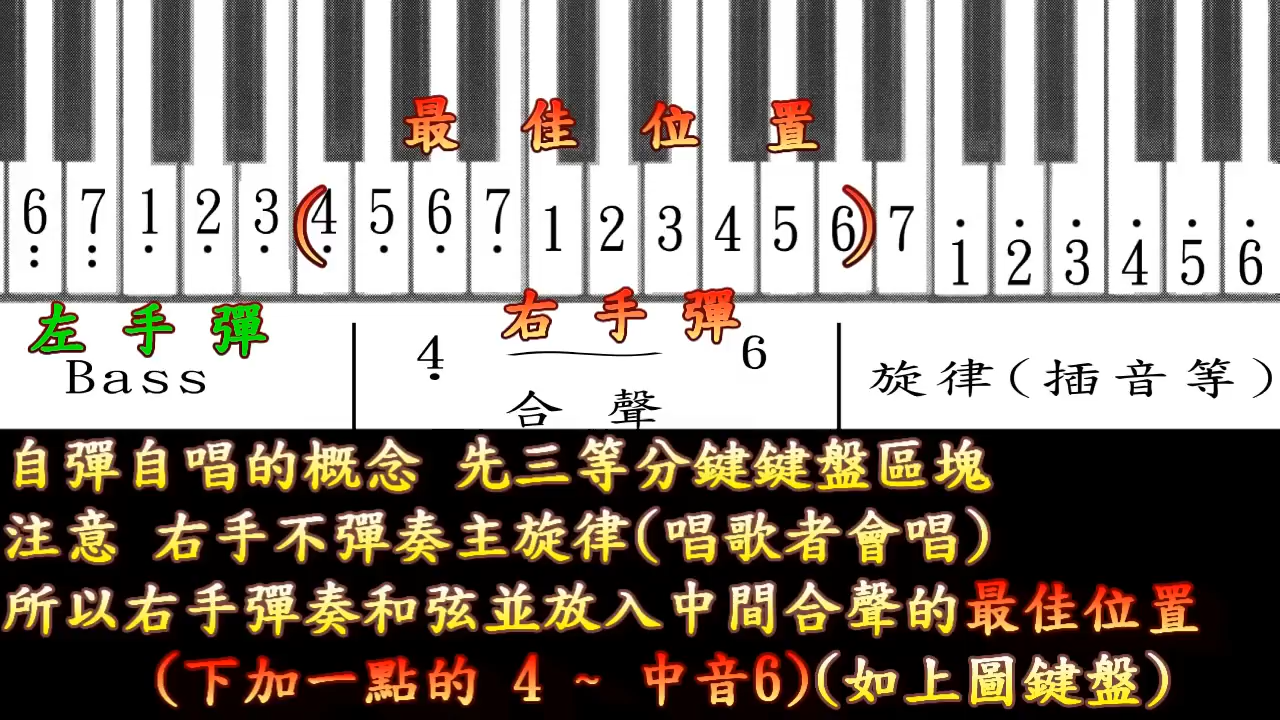 最佳位置
6̤ 7̤ 1̣ 2̣ 3̣ (4̣ 5̣ 6̣ 7̣ 1 2 3 4 5 6) 7 1̇ 2̇ 3̇ 4̇ 5̇ 6̇
左手彈 右手彈
Bass 4̣ 合聲 6 旋律(插音等)
自彈自唱的概念 先三等分鍵鍵盤區塊
注意 右手不彈奏主旋律(唱歌者會唱)
所以右手彈奏和弦並放入中間合聲的最佳位置
(下加一點的 4 ~ 中音6)(如上圖鍵盤)